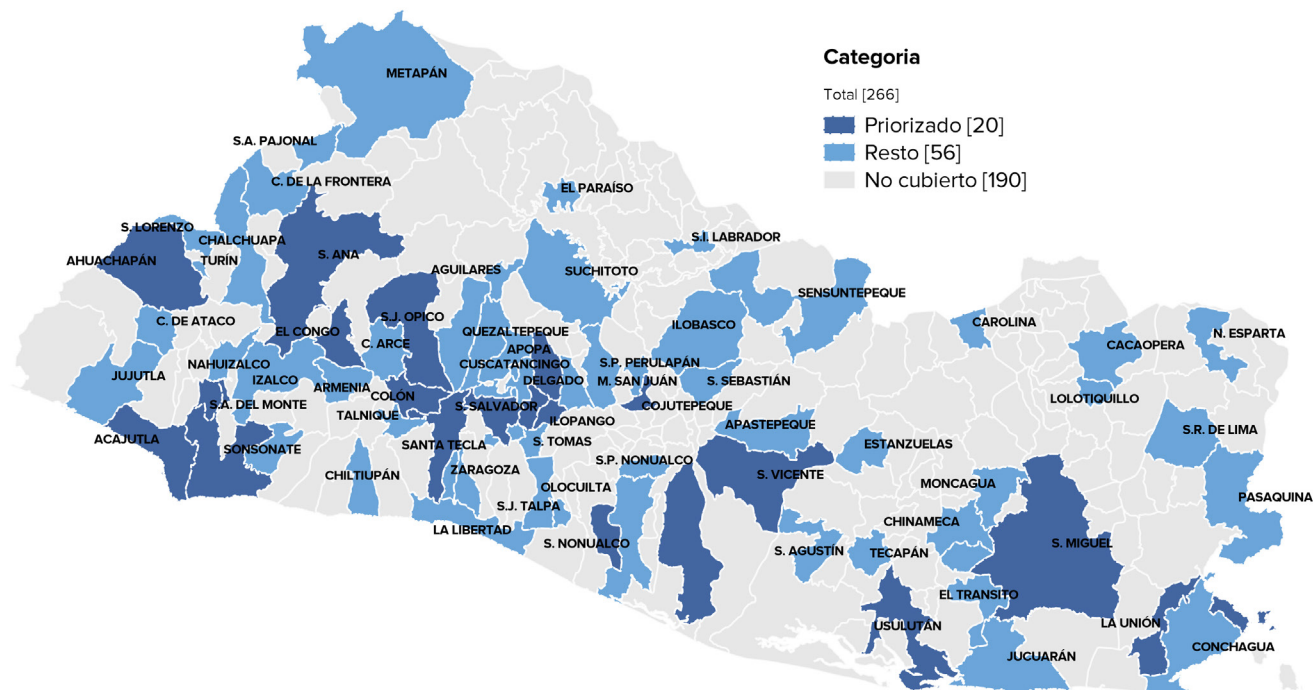 Categoria
Total [266]
Priorizado [20]
Resto [56]
No cubierto [190]
METAPÁN
S.A. PAJONAL
C. DE LA FRONTERA
EL PARAÍSO
S. LORENZO
CHALCHUAPA
S.I. LABRADOR
AHUACHAPÁN
TURÍN
S. ANA
AGUILARES
SUCHITOTO
SENSUNTEPEQUE
C. DE ATACO
EL CONGO
S.J. OPICO
QUEZALTEPEQUE
ILOBASCO
CAROLINA
N. ESPARTA
C. ARCE
APOPA
CACAOPERA
NAHUIZALCO
CUSCATANCINGO
S.P. PERULAPÁN
JUJUTLA
IZALCO
ARMENIA
DELGADO
M. SAN JUÁN
S. SEBASTIÁN
COLÓN
LOLOTIQUILLO
S.A. DEL MONTE
TALNIQUE
S. SALVADOR
COJUTEPEQUE
ILOPANGO
APASTEPEQUE
S.R. DE LIMA
ACAJUTLA
SONSONATE
SANTA TECLA
S. TOMAS
ESTANZUELAS
CHILTIUPÁN
ZARAGOZA
S.P. NONUALCO
S. VICENTE
MONCAGUA
OLOCUILTA
PASAQUINA
S.J. TALPA
LA LIBERTAD
CHINAMECA
S. NONUALCO
S. AGUSTÍN
TECAPÁN
S. MIGUEL
EL TRANSITO
USULUTÁN
LA UNIÓN
CONCHAGUA
JUCUARÁN